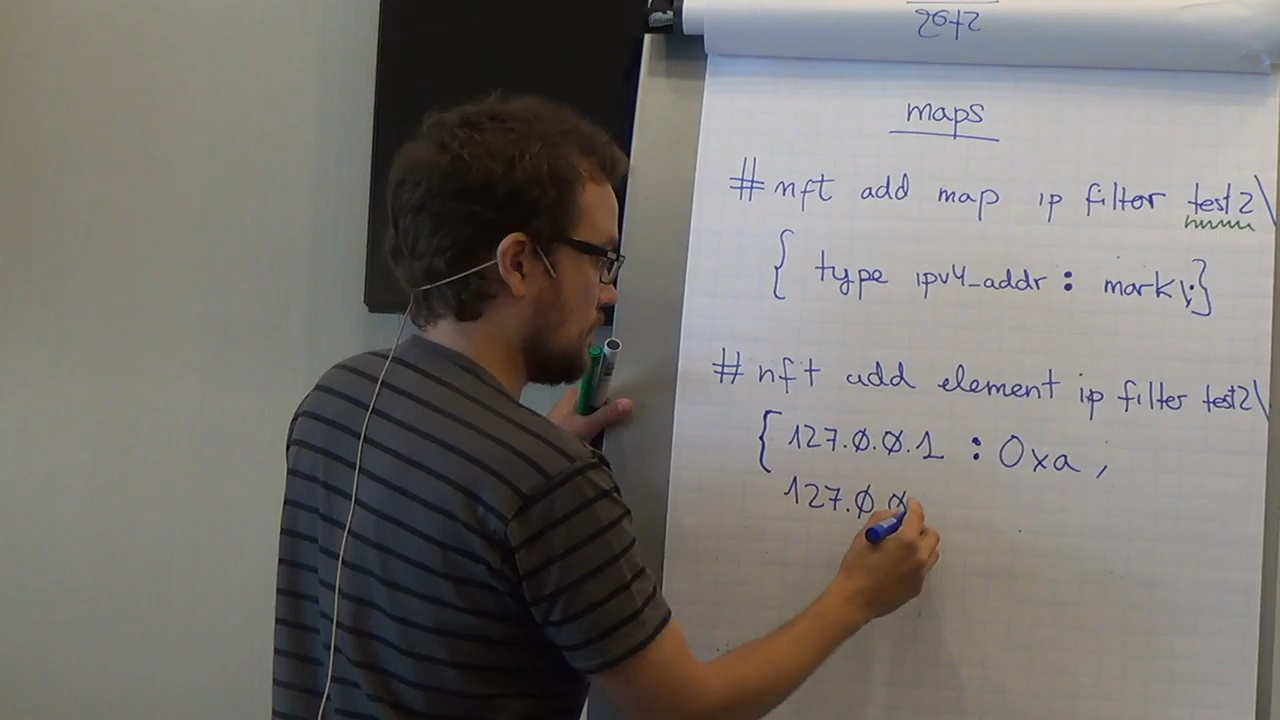 maps
# nft add map ip filter test2\
{ type ipv4_addr : mark\;}
# nft add element ip filter test2\
{ 127.0.0.1 : 0xa ,
127.0.0